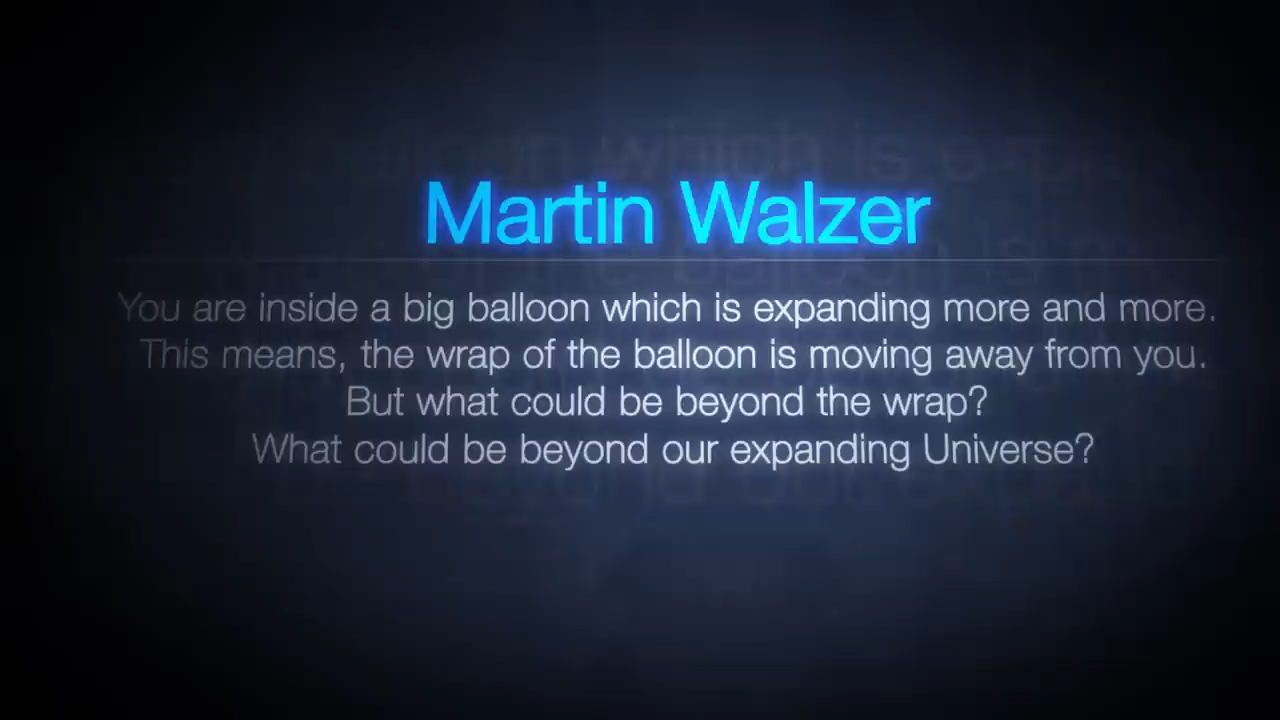 Martin Walzer
You are inside a big balloon which is expanding more and more.
This means, the wrap of the balloon is moving away from you.
But what could be beyond the wrap?
What could be beyond our expanding Universe?